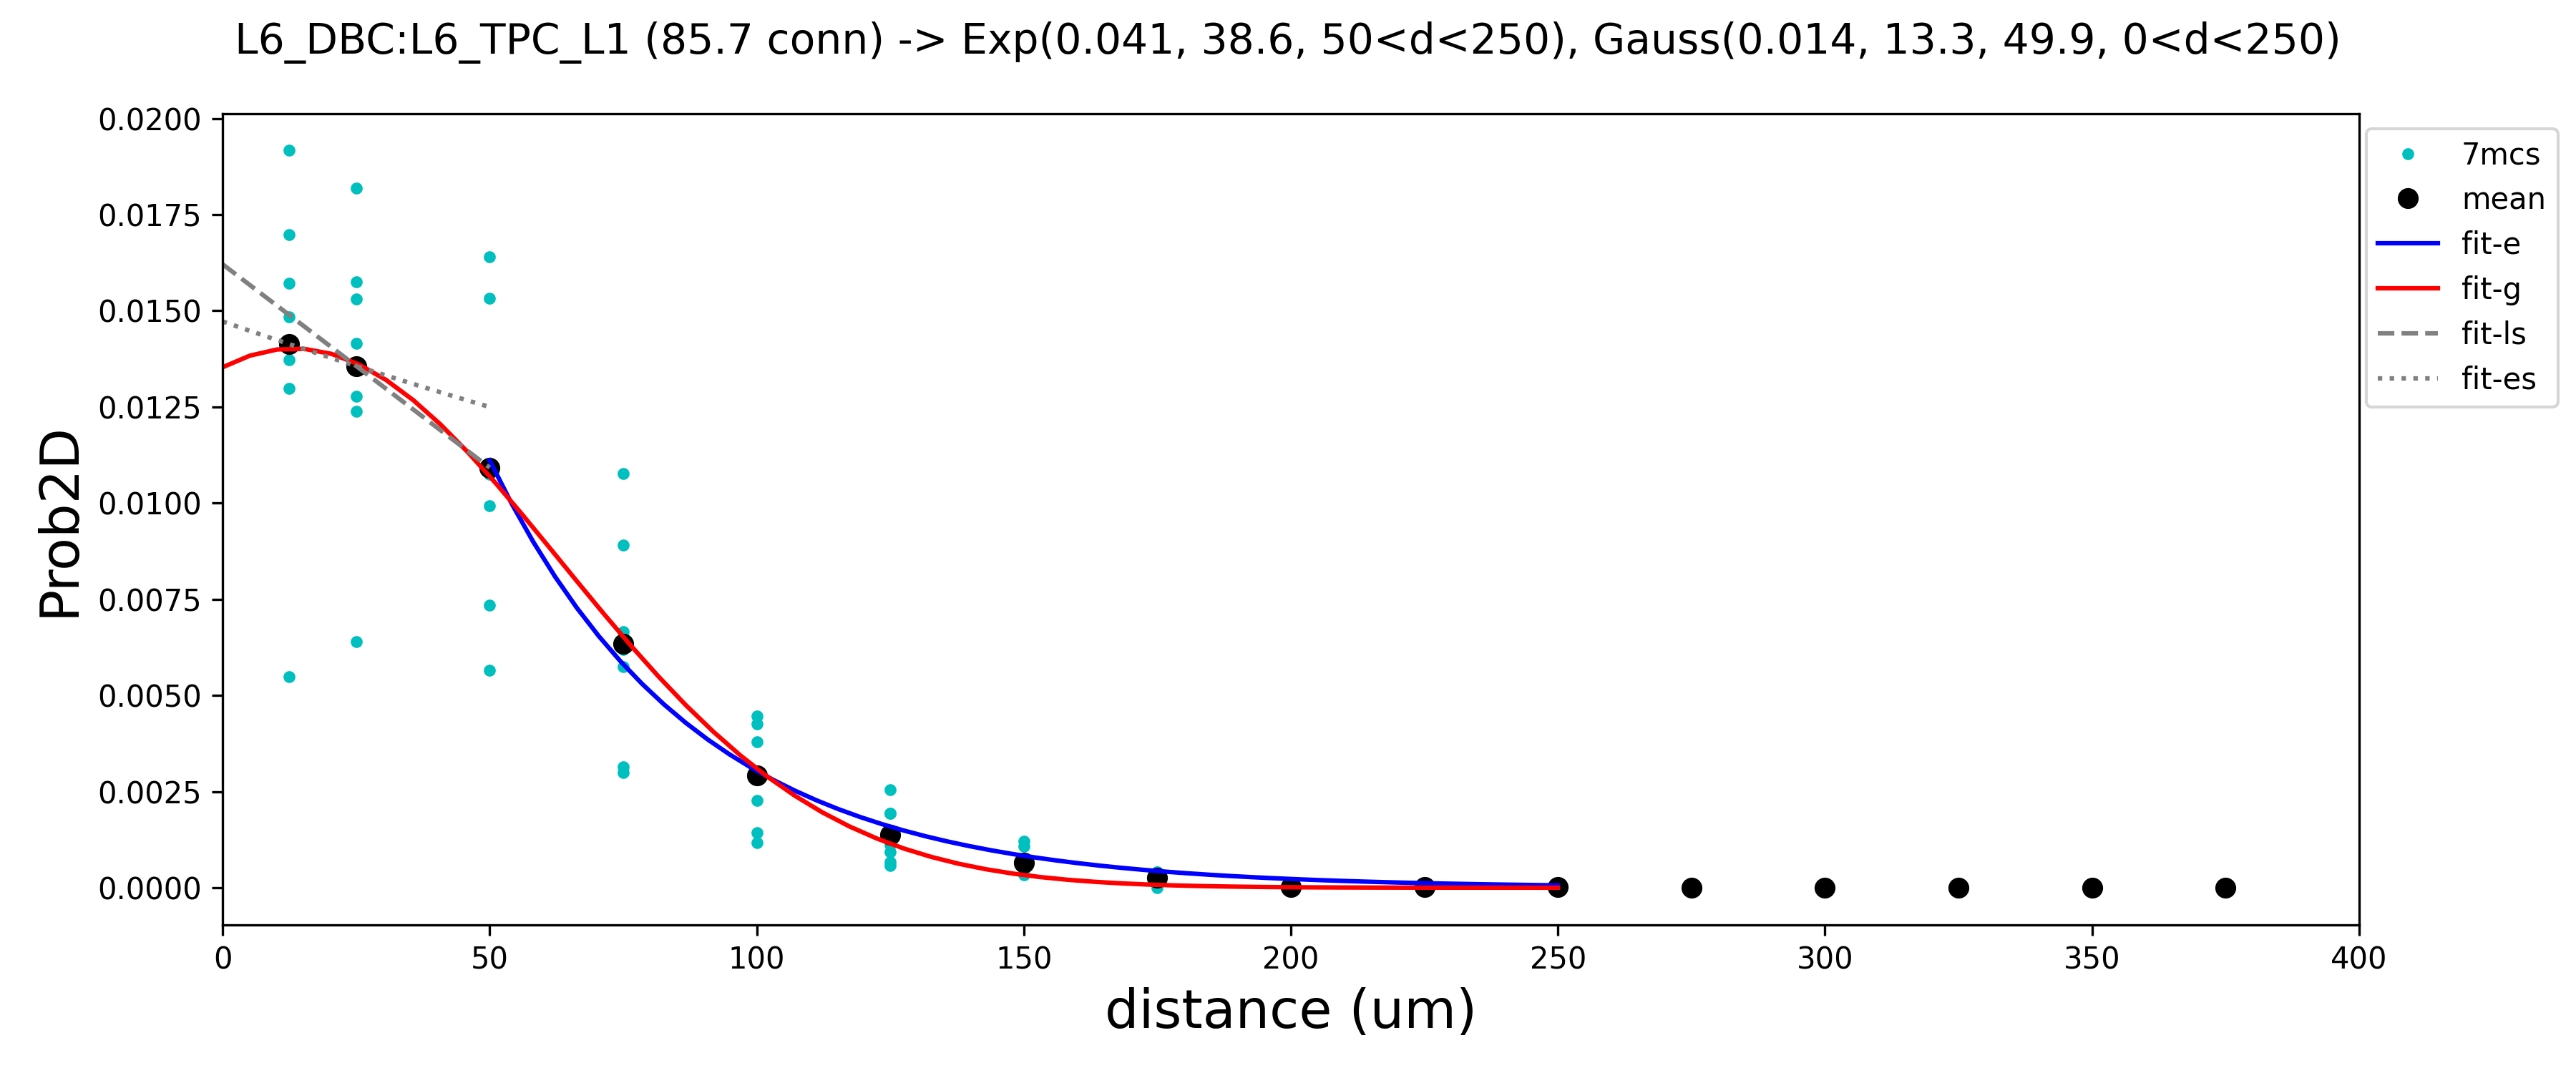 L6_DBC:L6_TPC_L1 (85.7 conn) -> Exp(0.041, 38.6, 50<d<250), Gauss(0.014, 13.3, 49.9, 0<d<250)
0.0200
0.0175
0.0150
0.0125
0.0100
0.0075
0.0050
0.0025
0.0000
Prob2D
0 50 100 150 200 250 300 350 400
distance (um)
7mcs
mean
fit-e
fit-g
fit-ls
fit-es